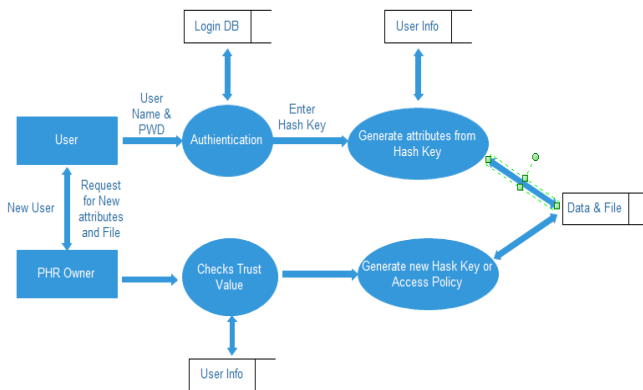 Login DB
User Info
User
Name &
PWD
Enter
Hash Key
User
Authientication
Generate attributes from
Hash Key
New User
Request
for New
attributes
and File
Data & File
PHR Owner
Checks Trust
Value
Generate new Hask Key or
Access Policy
User Info